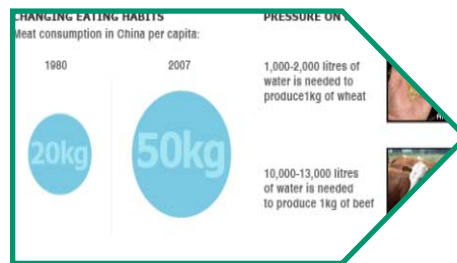 CHANGING EATING HABITS
Meat consumption in China per capita:
1980
2007
20kg
50kg
PRESSURE ON
1,000-2,000 litres of
water is needed to
produce1kg of wheat
10,000-13,000 litres
of water is needed
to produce 1kg of beef